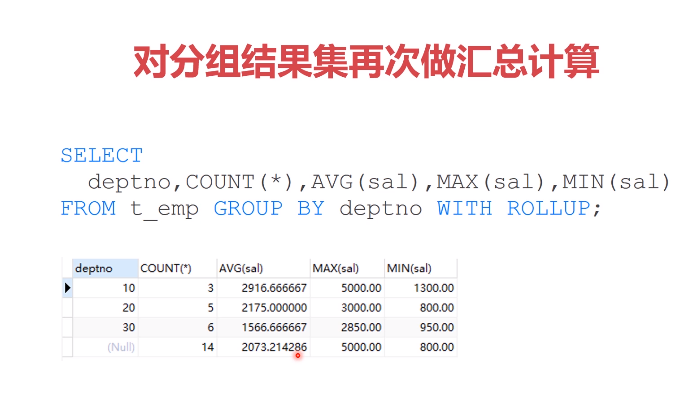 对分组结果集再次做汇总计算
SELECT
deptno,COUNT(*),AVG(sal),MAX(sal),MIN(sal)
FROM t_emp GROUP BY deptno WITH ROLLUP;
deptno COUNT(*) AVG(sal) MAX(sal) MIN(sal)
10 3 2916.666667 5000.00 1300.00
20 5 2175.000000 3000.00 800.00
30 6 1566.666667 2850.00 950.00
(Null) 14 2073.214286 5000.00 800.00